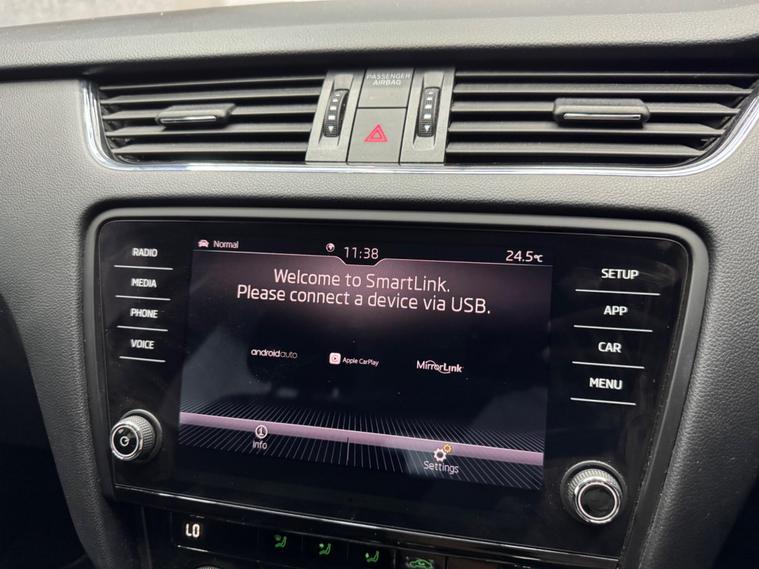 PASSENGER
AIRBAG
RADIO
MEDIA
PHONE
VOICE
Normal
11:38
24.5°C
Welcome to SmartLink.
Please connect a device via USB.
androidauto
Apple CarPlay
MirrorLink
Info
Settings
SETUP
APP
CAR
MENU
LO